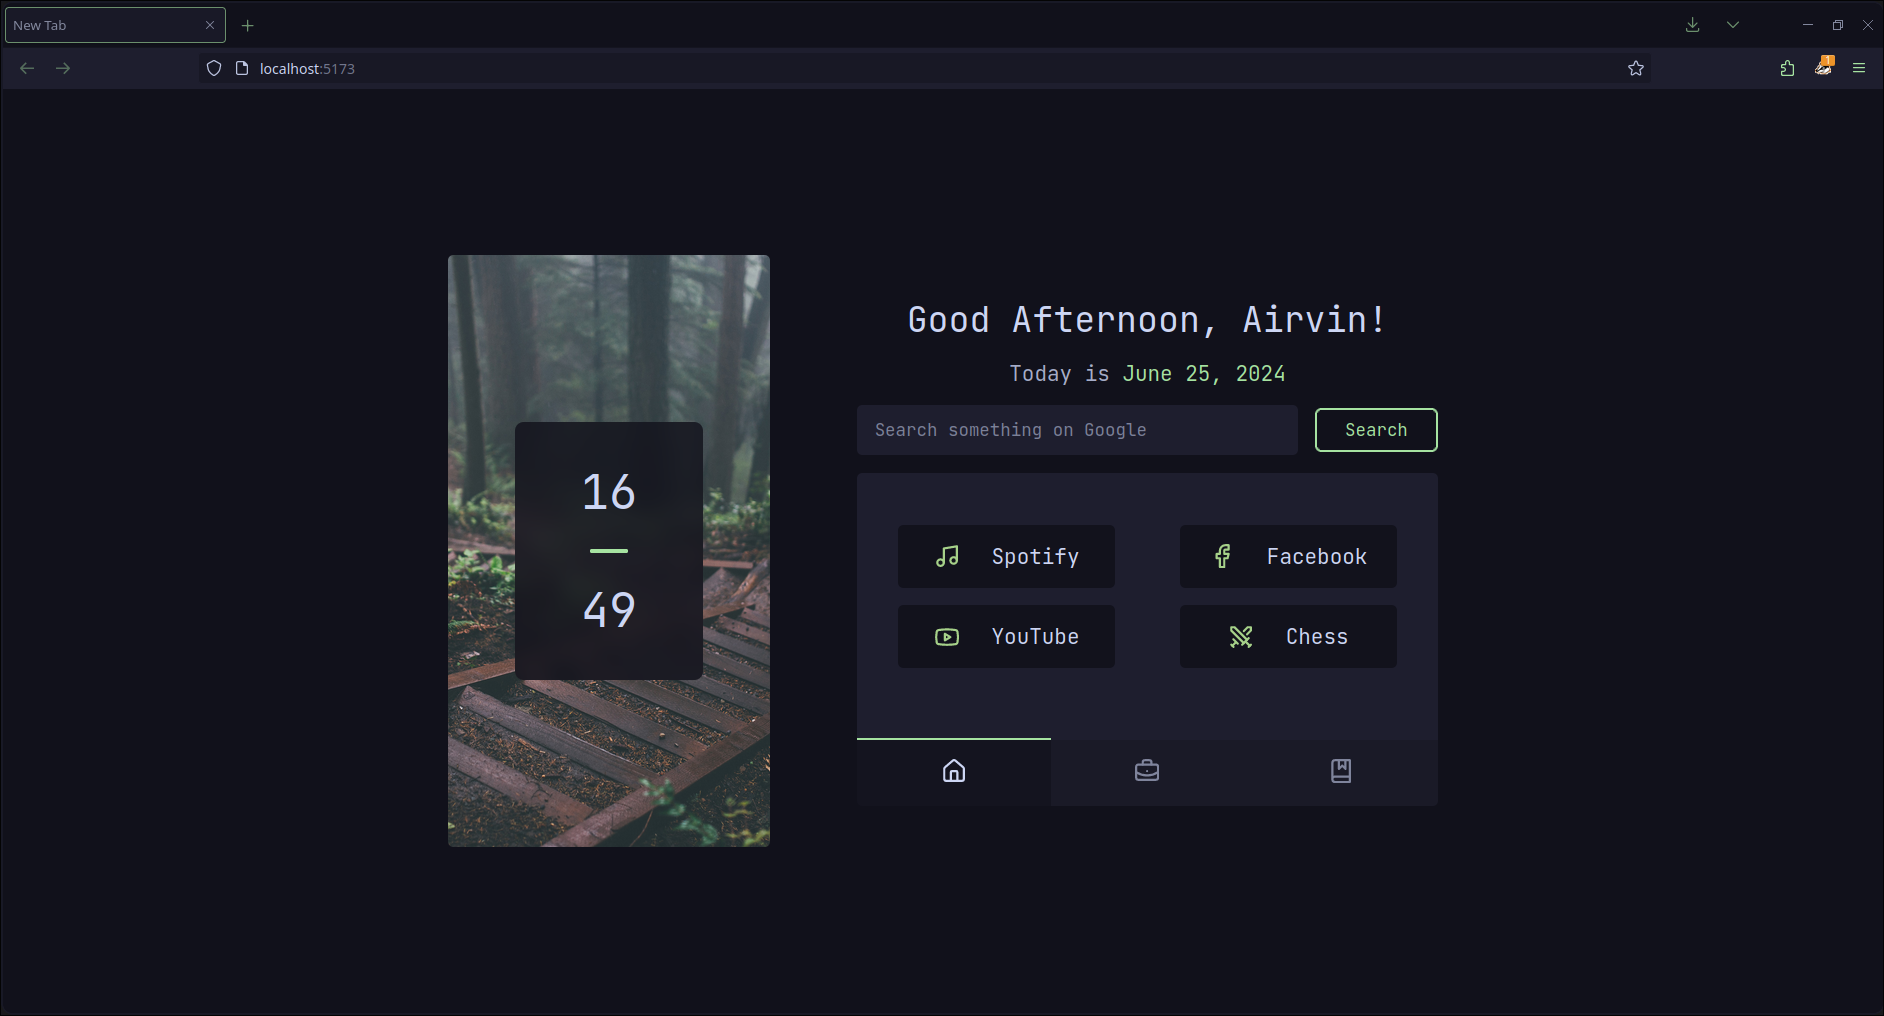 New Tab
localhost:5173
1
16
49
Good Afternoon, Airvin!
Today is June 25, 2024
Search something on Google
Search
Spotify
Facebook
YouTube
Chess